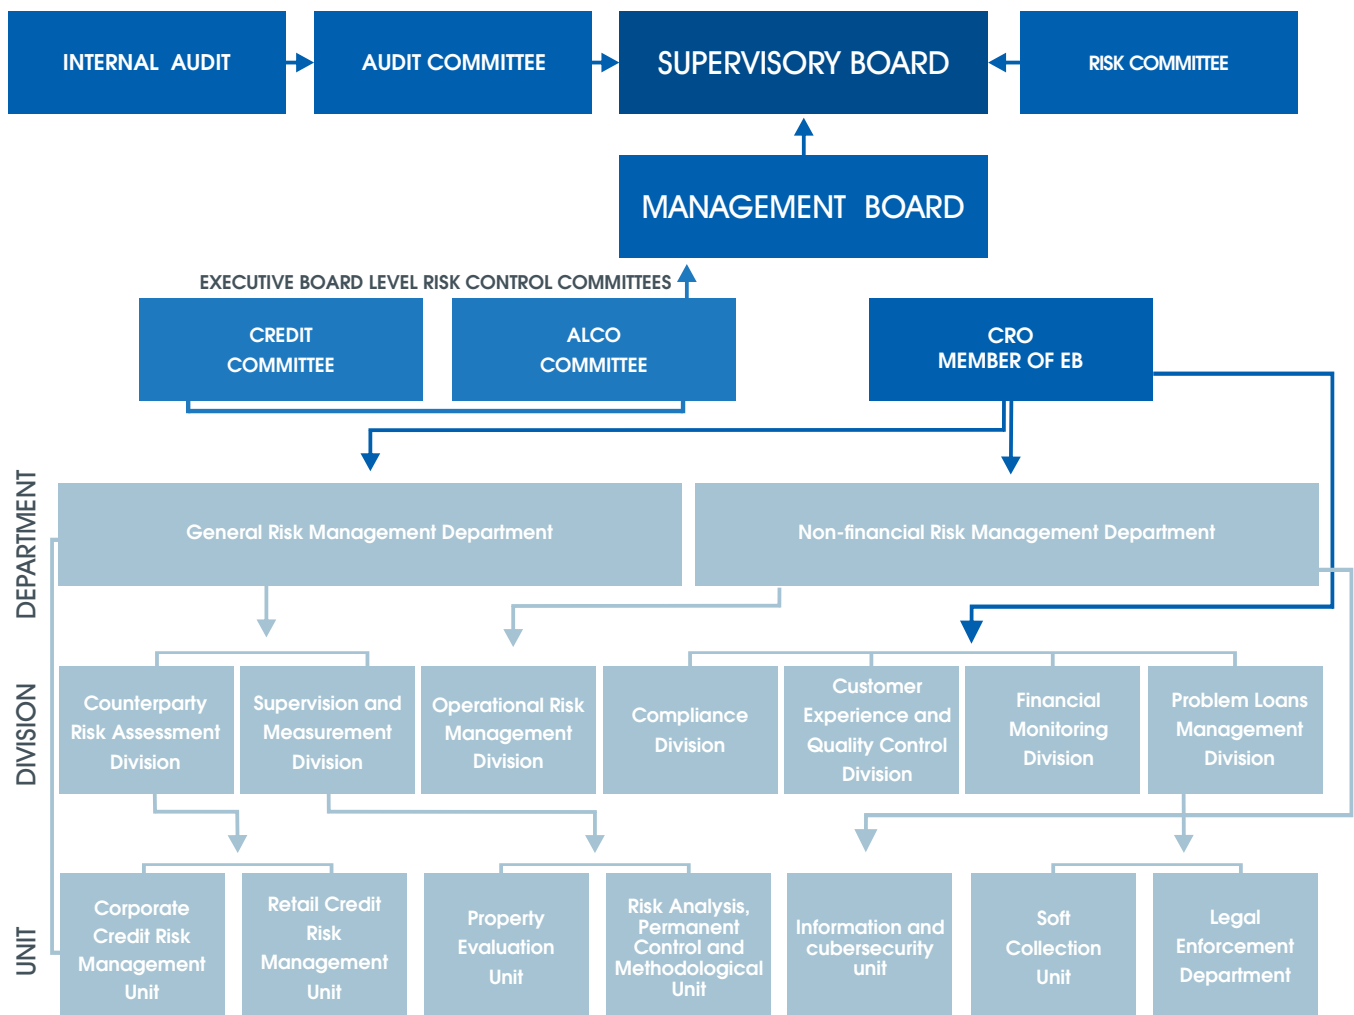 INTERNAL AUDIT
AUDIT COMMITTEE
SUPERVISORY BOARD
RISK COMMITTEE
MANAGEMENT BOARD
EXECUTIVE BOARD LEVEL RISK CONTROL COMMITTEES
CREDIT
COMMITTEE
ALCO
COMMITTEE
CRO
MEMBER OF EB
DEPARTMENT
General Risk Management Department
Non-financial Risk Management Department
DIVISION
Counterparty
Risk Assessment
Division
Supervision and
Measurement
Division
Operational Risk
Management
Division
Compliance
Division
Customer
Experience and
Quality Control
Division
Financial
Monitoring
Division
Problem Loans
Management
Division
UNIT
Corporate
Credit Risk
Management
Unit
Retail Credit
Risk
Management
Unit
Property
Evaluation
Unit
Risk Analysis,
Permanent
Control and
Methodological
Unit
Information and
cubersecurity
unit
Soft
Collection
Unit
Legal
Enforcement
Department